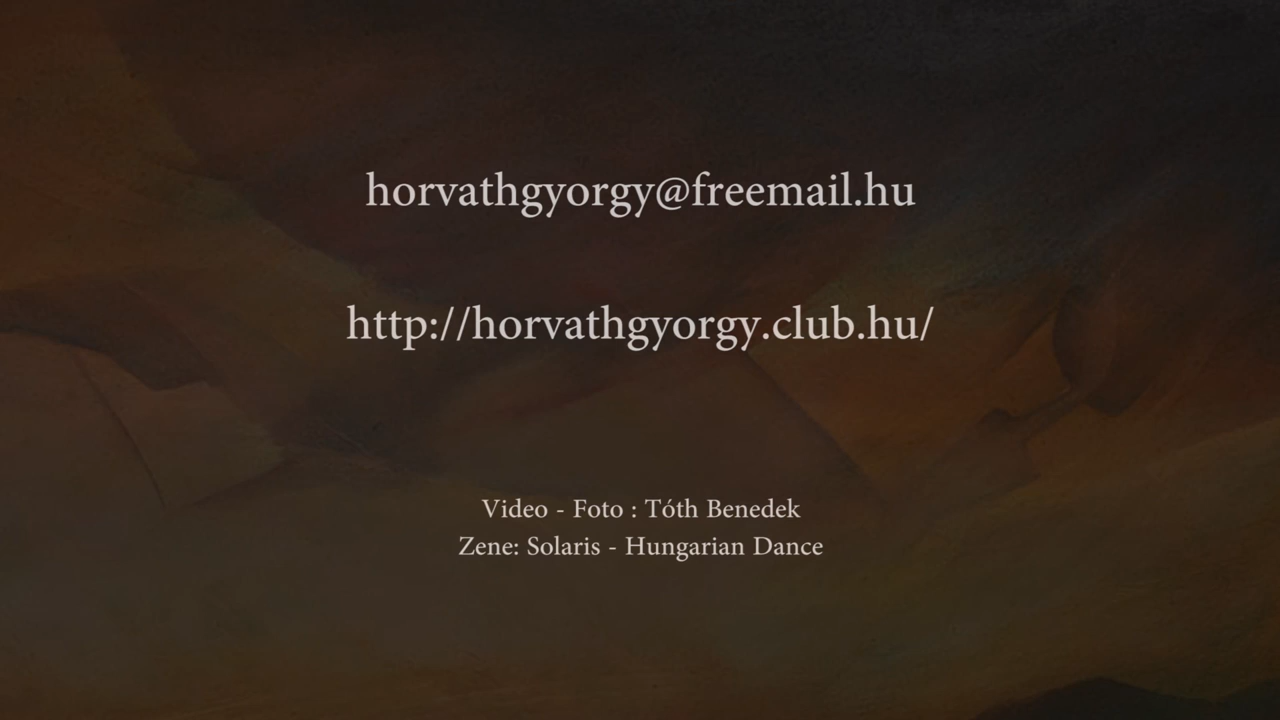 horvathgyorgy@freemail.hu
http://horvathgyorgy.club.hu/
Video - Foto : Tóth Benedek
Zene: Solaris - Hungarian Dance